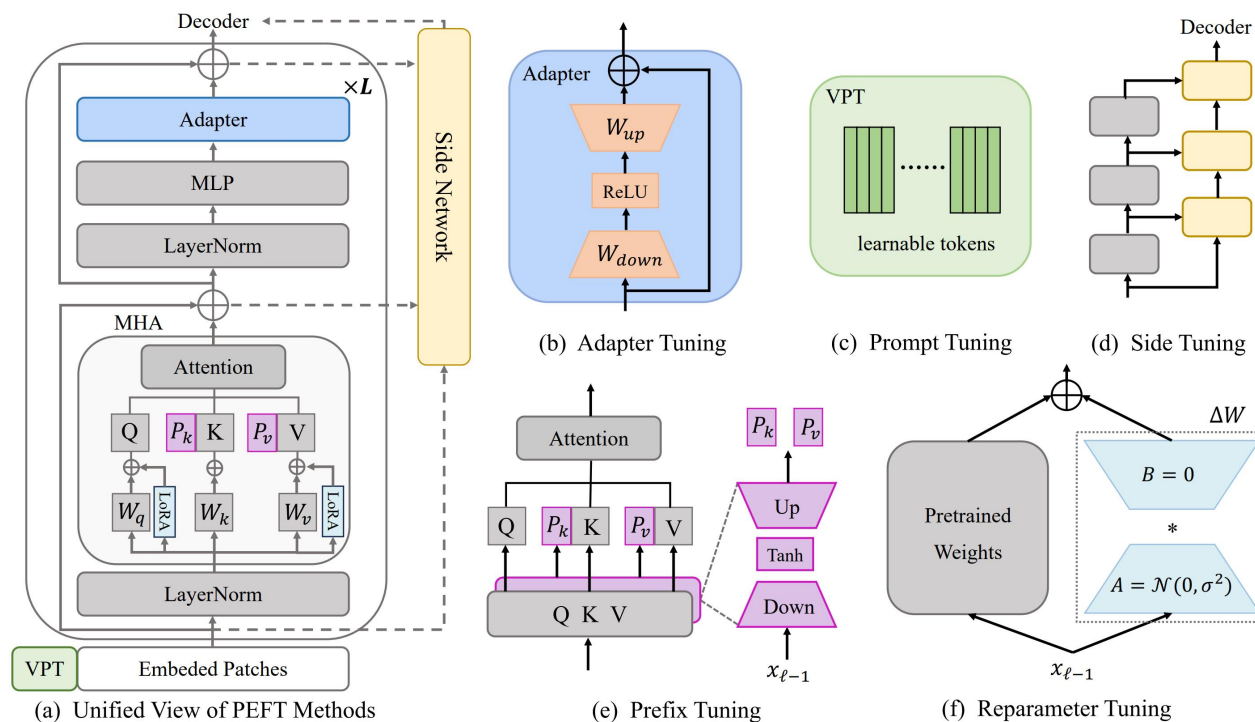 Decoder
×L
Adapter
MLP
LayerNorm
MHA
Attention
Q
P_k
K
P_v
V
W_q
LoRA
W_k
W_v
LoRA
LayerNorm
VPT
Embeded Patches
Side Network
(a) Unified View of PEFT Methods
Adapter
W_up
ReLU
W_down
(b) Adapter Tuning
VPT
......
learnable tokens
(c) Prompt Tuning
Decoder
(d) Side Tuning
Attention
Q
P_k
K
P_v
V
Q K V
P_k
P_v
Up
Tanh
Down
x_{ℓ−1}
(e) Prefix Tuning
ΔW
Pretrained
Weights
B = 0
*
A = 𝒩(0, σ²)
x_{ℓ−1}
(f) Reparameter Tuning